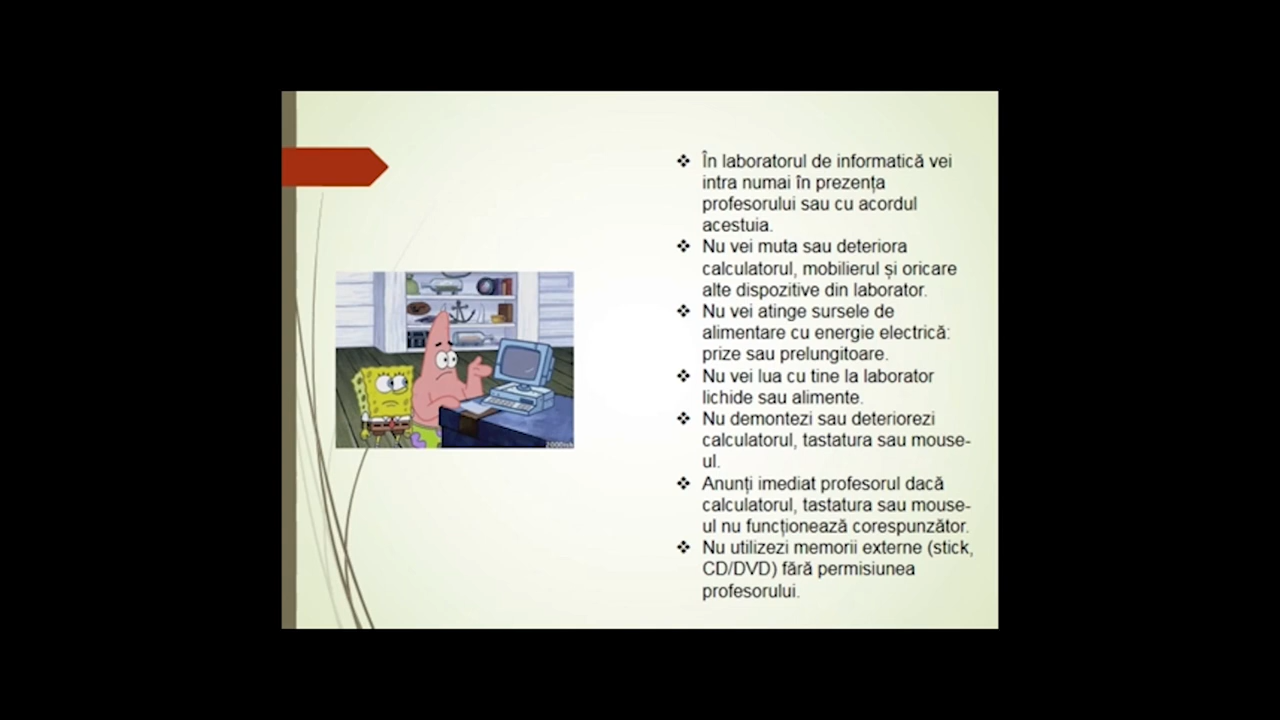 În laboratorul de informatică vei
intra numai în prezența
profesorului sau cu acordul
acestuia.
Nu vei muta sau deteriora
calculatorul, mobilierul și oricare
alte dispozitive din laborator.
Nu vei atinge sursele de
alimentare cu energie electrică:
prize sau prelungitoare.
Nu vei lua cu tine la laborator
lichide sau alimente.
Nu demontezi sau deteriorezi
calculatorul, tastatura sau mouse-
ul.
Anunți imediat profesorul dacă
calculatorul, tastatura sau mouse-
ul nu funcționează corespunzător.
Nu utilizezi memorii externe (stick,
CD/DVD) fără permisiunea
profesorului.